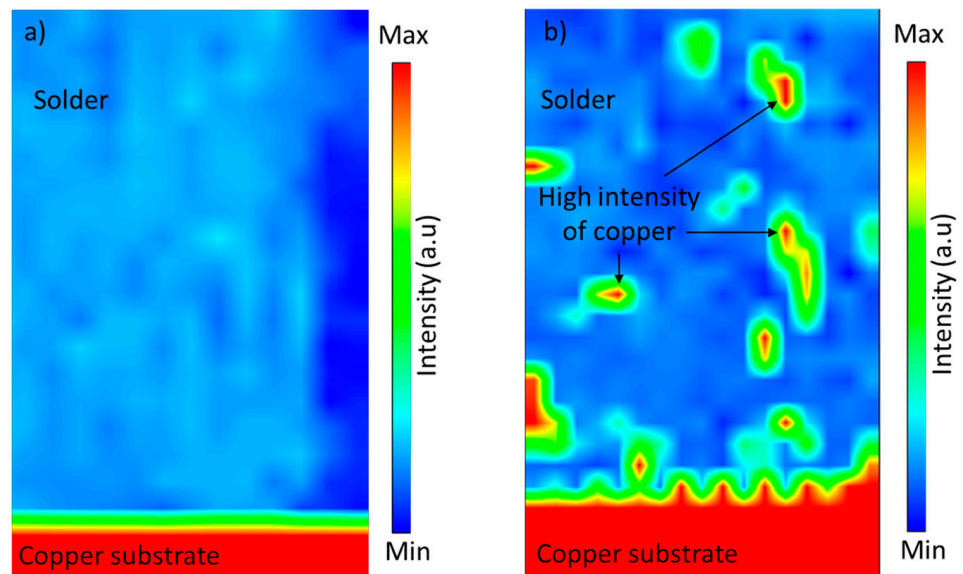 a)
Max
Solder
Intensity (a.u)
Min
Copper substrate
b)
Max
Solder
High intensity
of copper
Intensity (a.u)
Min
Copper substrate